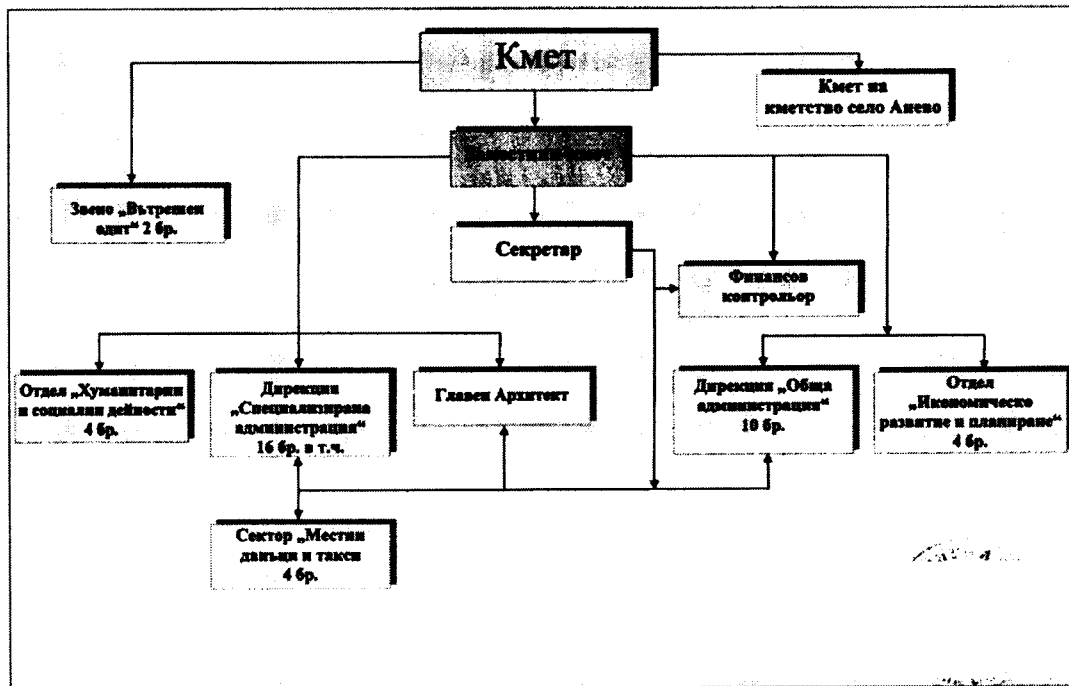 Кмет
Кмет на
кметство село Анево
Звено „Вътрешен
одит“ 2 бр.
Секретар
Финансов
контрольор
Отдел „Хуманитарни
и социални дейности“
4 бр.
Дирекция
„Специализирана
администрация“
16 бр. в т.ч.
Главен Архитект
Дирекция „Обща
администрация“
10 бр.
Отдел
„Икономическо
развитие и планиране“
4 бр.
Сектор „Местни
данъци и такси
4 бр.